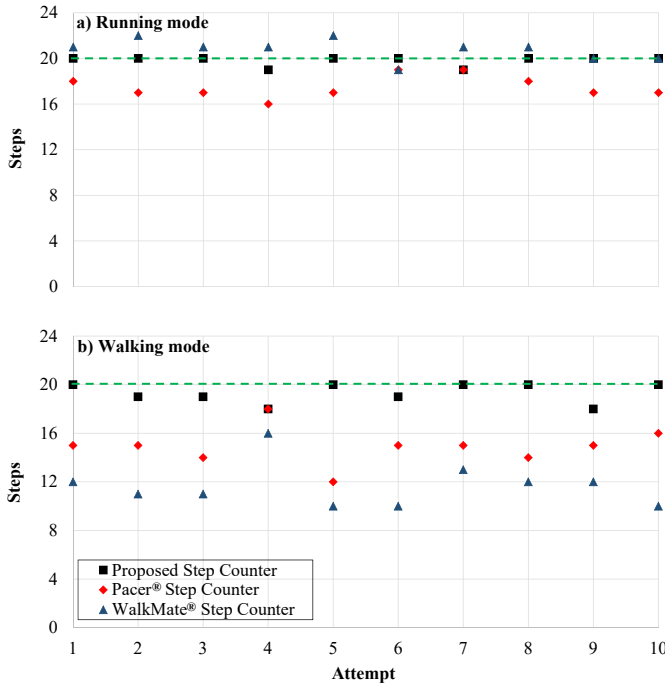 24
a) Running mode
20
16
12
8
4
0
Steps
24
b) Walking mode
20
16
12
8
4
0
Steps
Proposed Step Counter
Pacer® Step Counter
WalkMate® Step Counter
1 2 3 4 5 6 7 8 9 10
Attempt